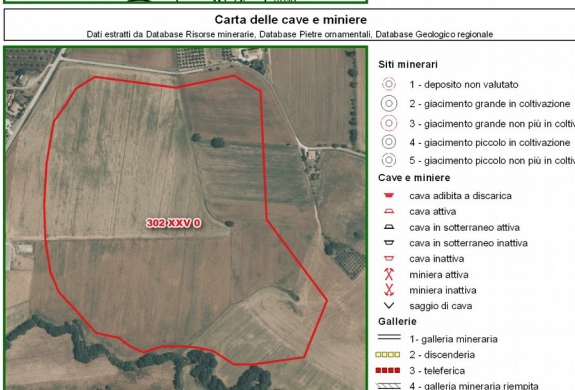 Carta delle cave e miniere
Dati estratti da Database Risorse minerarie, Database Pietre ornamentali, Database Geologico regionale
302 XXV 0
Siti minerari
1 - deposito non valutato
2 - giacimento grande in coltivazione
3 - giacimento grande non più in coltiv
4 - giacimento piccolo in coltivazione
5 - giacimento piccolo non più in coltiv
Cave e miniere
cava adibita a discarica
cava attiva
cava in sotterraneo attiva
cava in sotterraneo inattiva
cava inattiva
miniera attiva
miniera inattiva
saggio di cava
Gallerie
1- galleria mineraria
2 - discenderia
3 - teleferica
4 - galleria mineraria riempita